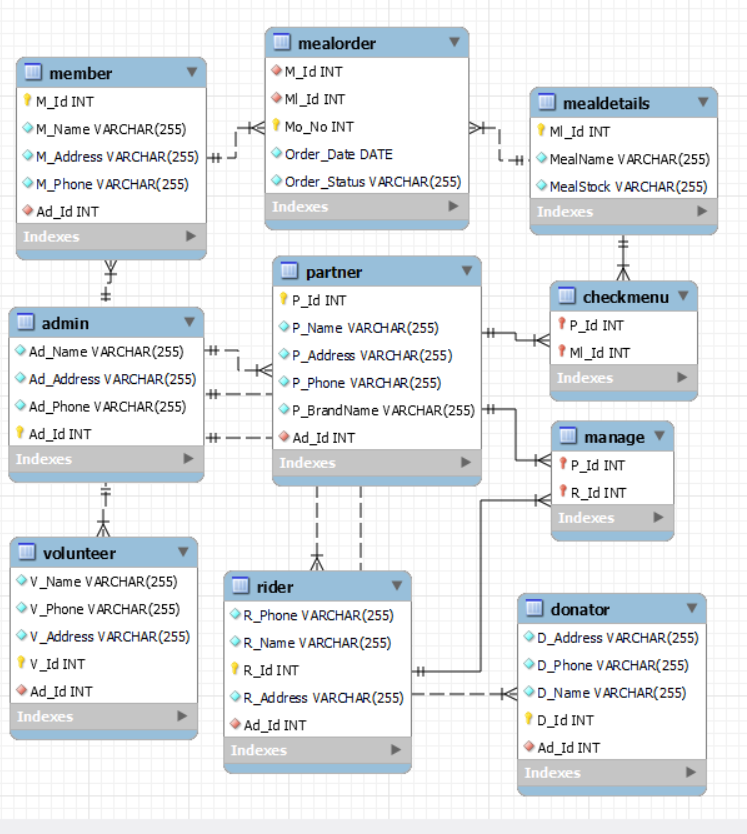 member
M_Id INT
M_Name VARCHAR(255)
M_Address VARCHAR(255)
M_Phone VARCHAR(255)
Ad_Id INT
Indexes
mealorder
M_Id INT
Ml_Id INT
Mo_No INT
Order_Date DATE
Order_Status VARCHAR(255)
Indexes
mealdetails
Ml_Id INT
MealName VARCHAR(255)
MealStock VARCHAR(255)
Indexes
admin
Ad_Name VARCHAR(255)
Ad_Address VARCHAR(255)
Ad_Phone VARCHAR(255)
Ad_Id INT
Indexes
partner
P_Id INT
P_Name VARCHAR(255)
P_Address VARCHAR(255)
P_Phone VARCHAR(255)
P_BrandName VARCHAR(255)
Ad_Id INT
Indexes
checkmenu
P_Id INT
Ml_Id INT
Indexes
manage
P_Id INT
R_Id INT
Indexes
volunteer
V_Name VARCHAR(255)
V_Phone VARCHAR(255)
V_Address VARCHAR(255)
V_Id INT
Ad_Id INT
Indexes
rider
R_Phone VARCHAR(255)
R_Name VARCHAR(255)
R_Id INT
R_Address VARCHAR(255)
Ad_Id INT
Indexes
donator
D_Address VARCHAR(255)
D_Phone VARCHAR(255)
D_Name VARCHAR(255)
D_Id INT
Ad_Id INT
Indexes